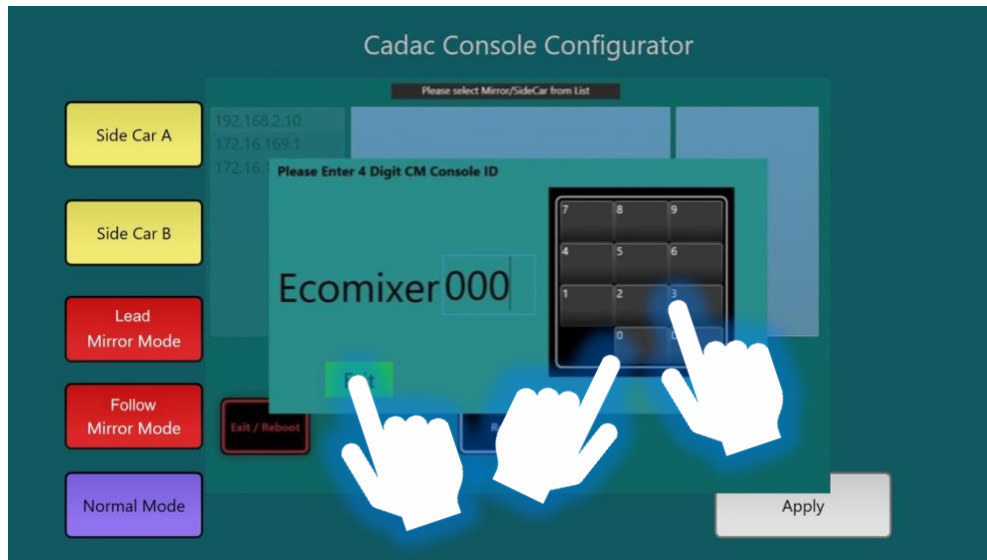 Cadac Console Configurator
Please select Mirror/SideCar from List
Side Car A
192.168.2.10
172.16.169.1
172.16.
Please Enter 4 Digit CM Console ID
7 8 9
Side Car B
4 5 6
Ecomixer 000
1 2 3
Lead
Mirror Mode
0
Follow
Mirror Mode
Exit / Reboot
Normal Mode
Apply